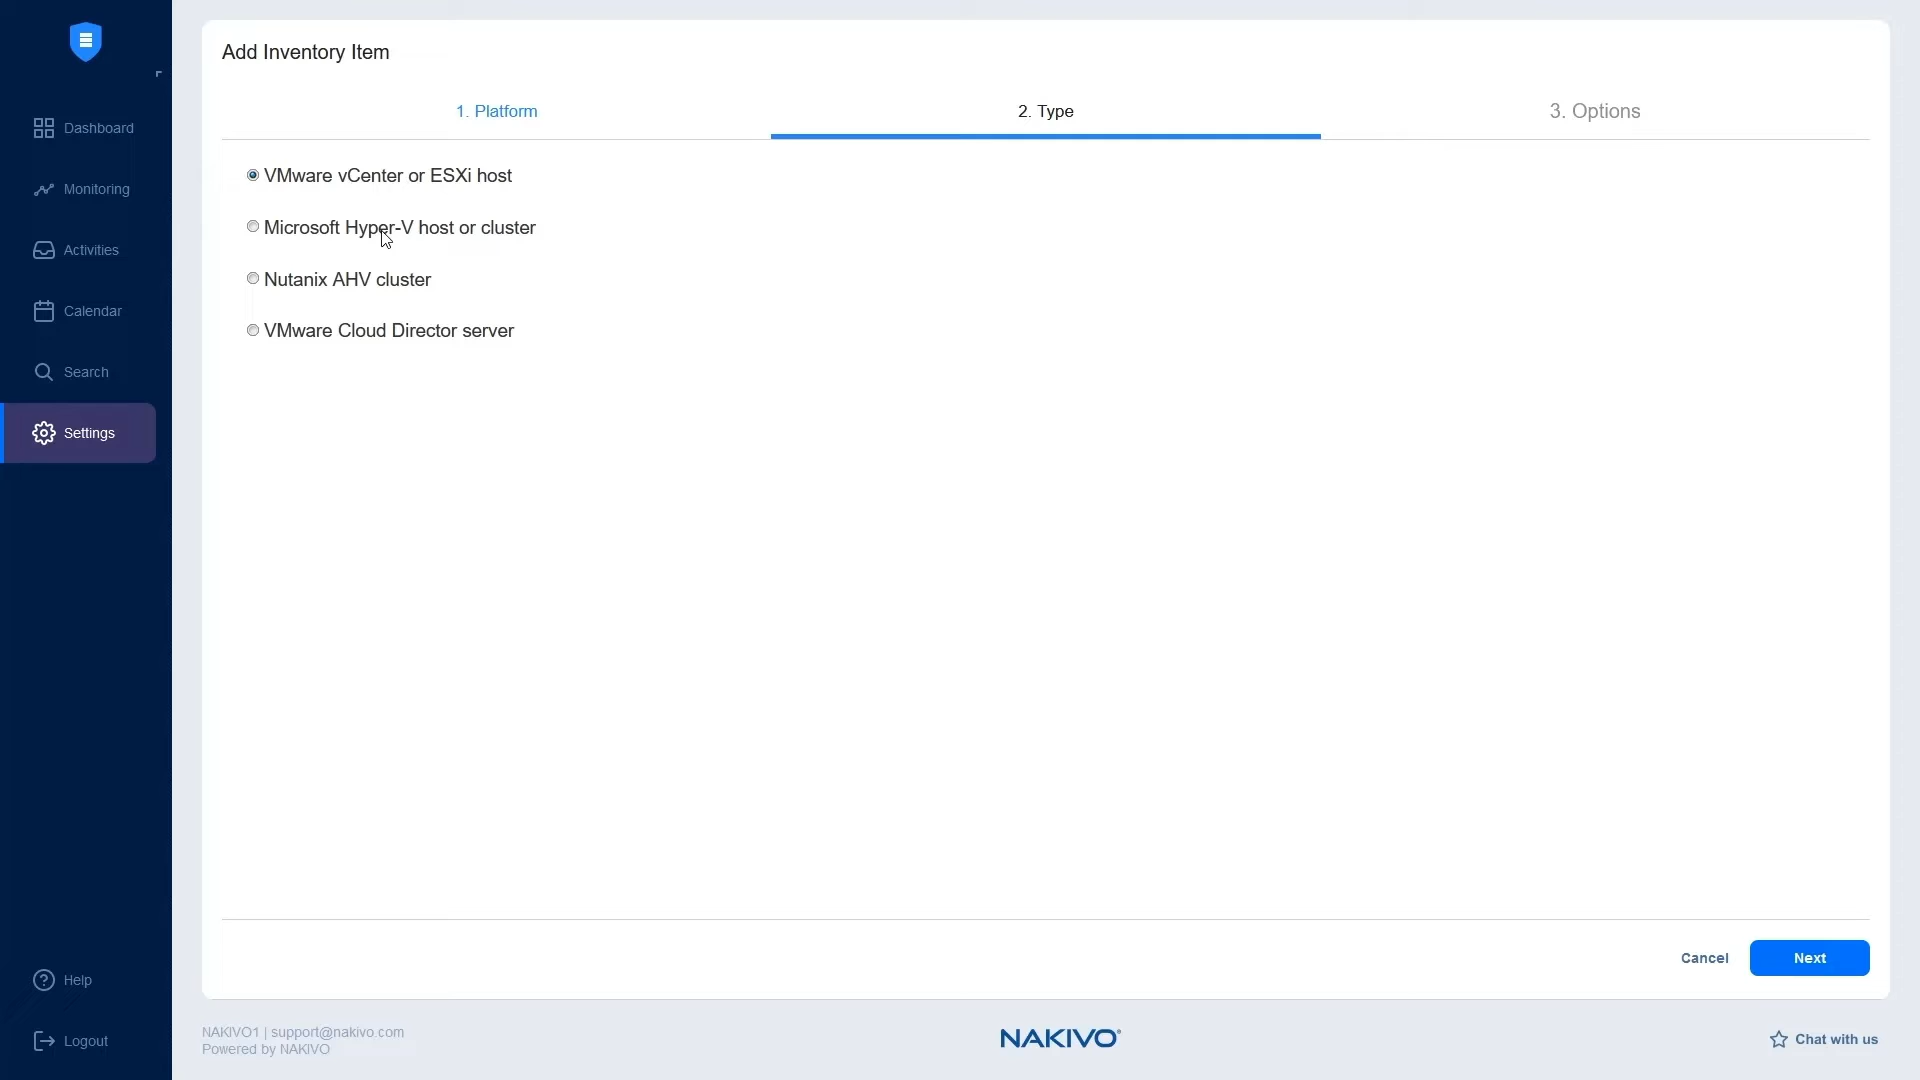 Add Inventory Item
1. Platform
2. Type
3. Options
Dashboard
Monitoring
Activities
Calendar
Search
Settings
Help
Logout
VMware vCenter or ESXi host
Microsoft Hyper-V host or cluster
Nutanix AHV cluster
VMware Cloud Director server
Cancel
Next
NAKIVO1 | support@nakivo.com
Powered by NAKIVO
NAKIVO®
Chat with us